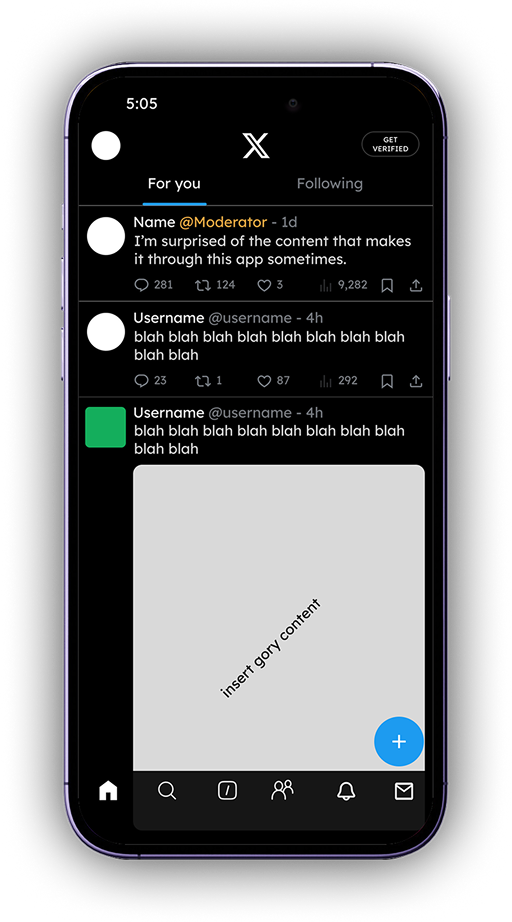 5:05
X
GET
VERIFIED
For you
Following
Name @Moderator - 1d
I'm surprised of the content that makes
it through this app sometimes.
281 124 3 9,282
Username @username - 4h
blah blah blah blah blah blah blah blah
blah blah
23 1 87 292
Username @username - 4h
blah blah blah blah blah blah blah blah
blah blah
insert gory content